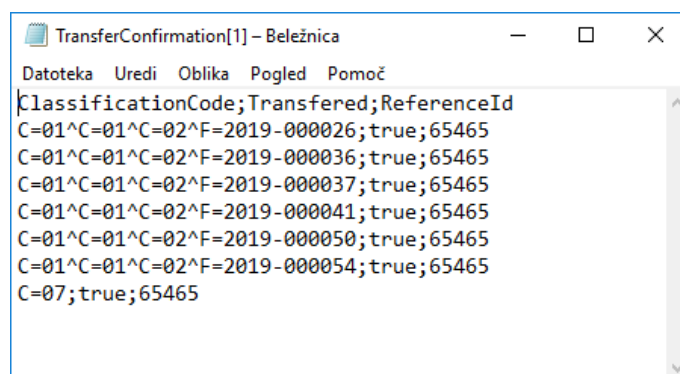 TransferConfirmation[1] – Beležnica
Datoteka Uredi Oblika Pogled Pomoč
ClassificationCode;Transfered;ReferenceId
C=01^C=01^C=02^F=2019-000026;true;65465
C=01^C=01^C=02^F=2019-000036;true;65465
C=01^C=01^C=02^F=2019-000037;true;65465
C=01^C=01^C=02^F=2019-000041;true;65465
C=01^C=01^C=02^F=2019-000050;true;65465
C=01^C=01^C=02^F=2019-000054;true;65465
C=07;true;65465